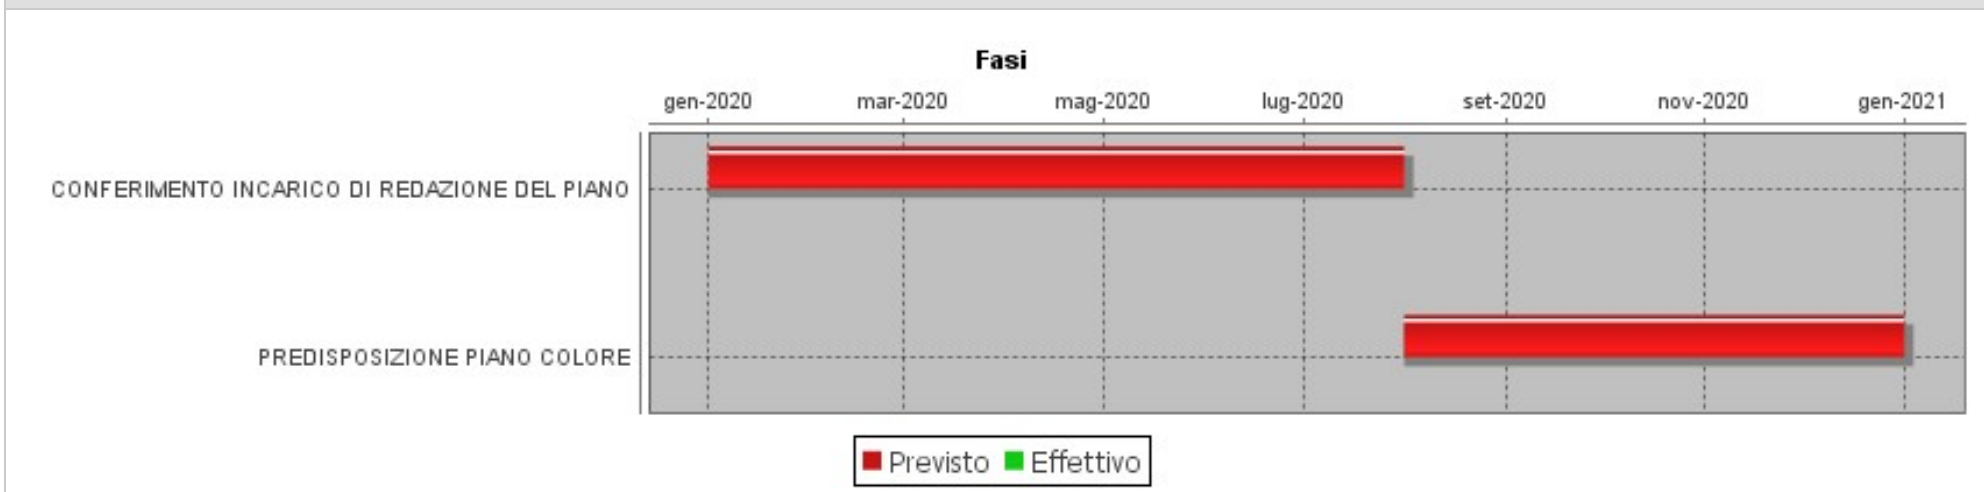 Fasi
gen-2020 mar-2020 mag-2020 lug-2020 set-2020 nov-2020 gen-2021
CONFERIMENTO INCARICO DI REDAZIONE DEL PIANO
PREDISPOSIZIONE PIANO COLORE
Previsto Effettivo